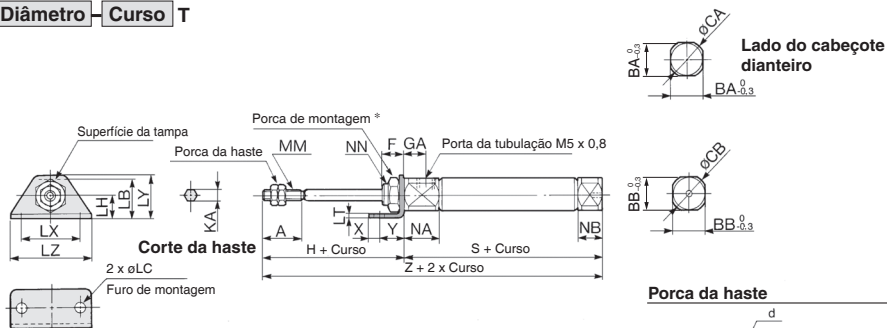 Diâmetro - Curso T
øCA
Lado do cabeçote
dianteiro
BA 0 -0,3
BA 0 -0,3
Superfície da tampa
Porca de montagem *
F
GA
Porta da tubulação M5 x 0,8
Porca da haste
MM
NN
øCB
LH
LB
LY
KA
LT
BB 0 -0,3
BB 0 -0,3
LX
LZ
Corte da haste
A
X
Y
NA
NB
H + Curso
S + Curso
Z + 2 x Curso
2 x øLC
Furo de montagem
Porca da haste
d